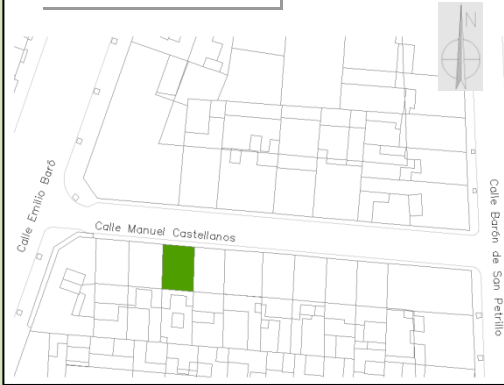 N
Calle Emilio Baró
Calle Manuel Castellanos
Calle Barón de San Petrillo